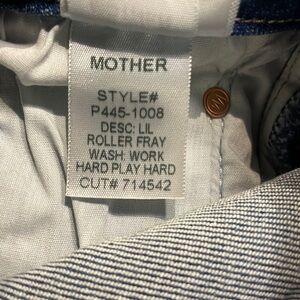 MOTHER
STYLE#
P445-1008
DESC: LIL
ROLLER FRAY
WASH: WORK
HARD PLAY HARD
CUT# 714542